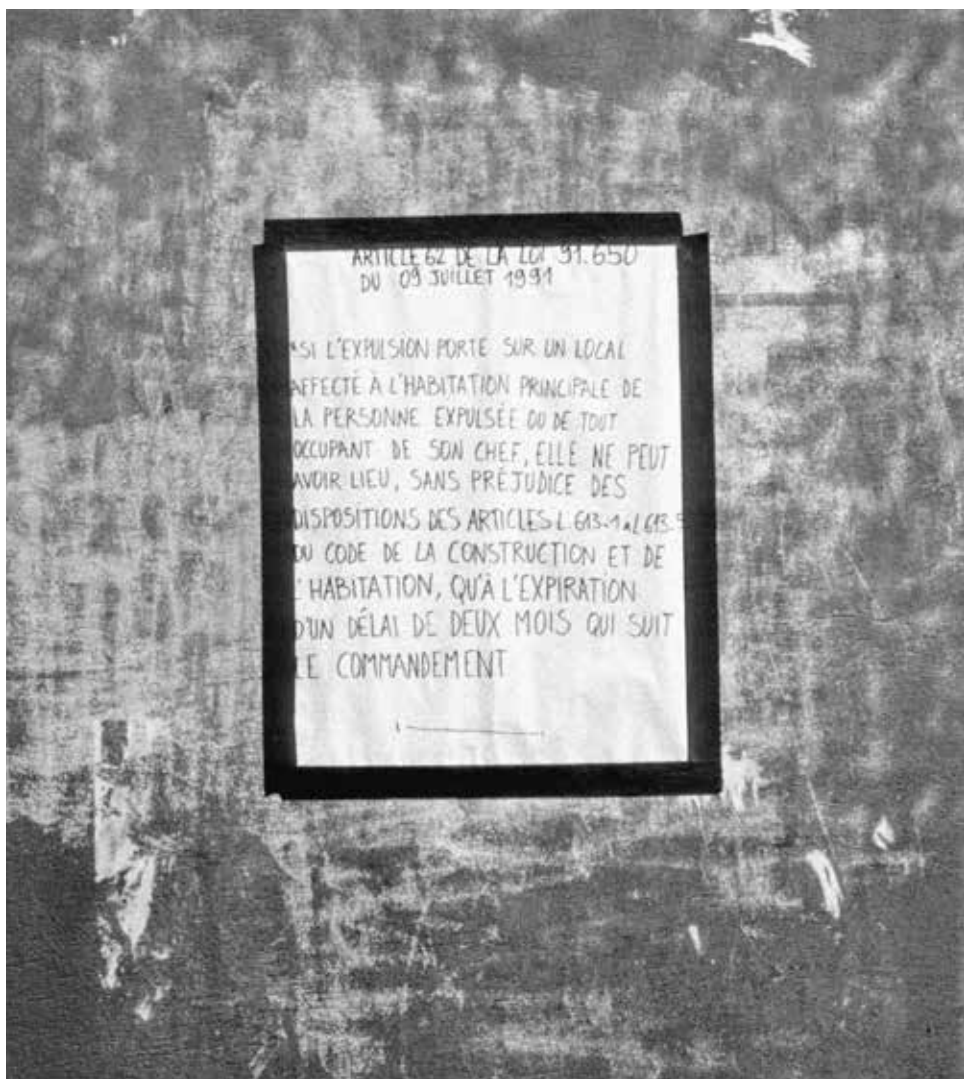 ARTICLE 62 DE LA LOI 91.650
DU 09 JUILLET 1991
"SI L'EXPULSION PORTE SUR UN LOCAL
AFFECTÉ À L'HABITATION PRINCIPALE DE
LA PERSONNE EXPULSÉE OU DE TOUT
OCCUPANT DE SON CHEF, ELLE NE PEUT
AVOIR LIEU, SANS PRÉJUDICE DES
DISPOSITIONS DES ARTICLES L 613-1 à L 613-5
DU CODE DE LA CONSTRUCTION ET DE
L'HABITATION, QU'À L'EXPIRATION
D'UN DÉLAI DE DEUX MOIS QUI SUIT
LE COMMANDEMENT